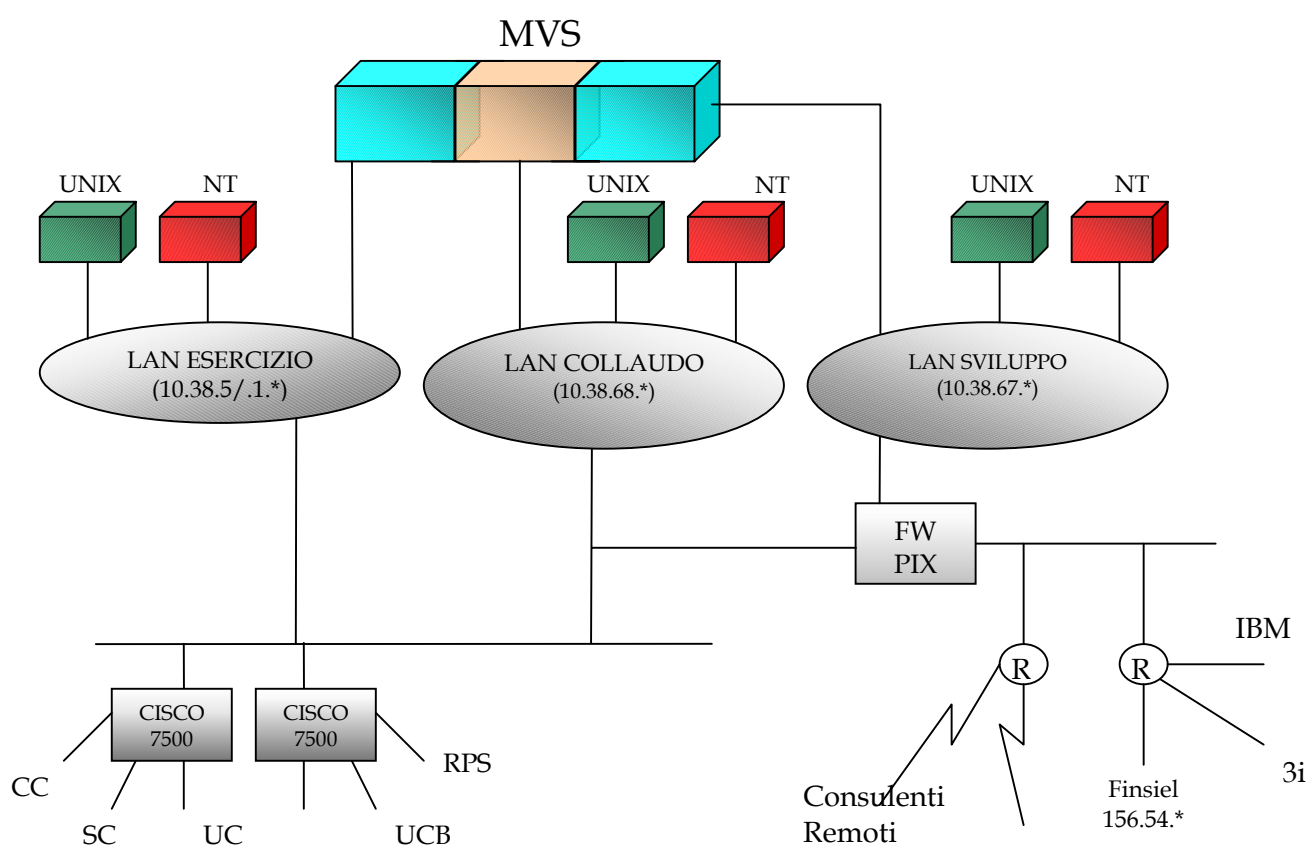 MVS
UNIX
NT
UNIX
NT
UNIX
NT
LAN ESERCIZIO
(10.38.5/.1.*)
LAN COLLAUDO
(10.38.68.*)
LAN SVILUPPO
(10.38.67.*)
FW
PIX
IBM
R
R
CISCO
7500
CISCO
7500
RPS
CC
3i
SC
UC
UCB
Consulenti
Remoti
Finsiel
156.54.*